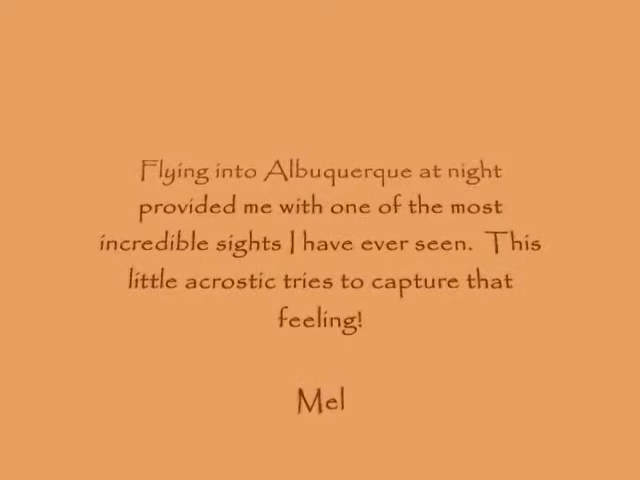 Flying into Albuquerque at night
provided me with one of the most
incredible sights I have ever seen.  This
little acrostic tries to capture that
feeling!
Mel